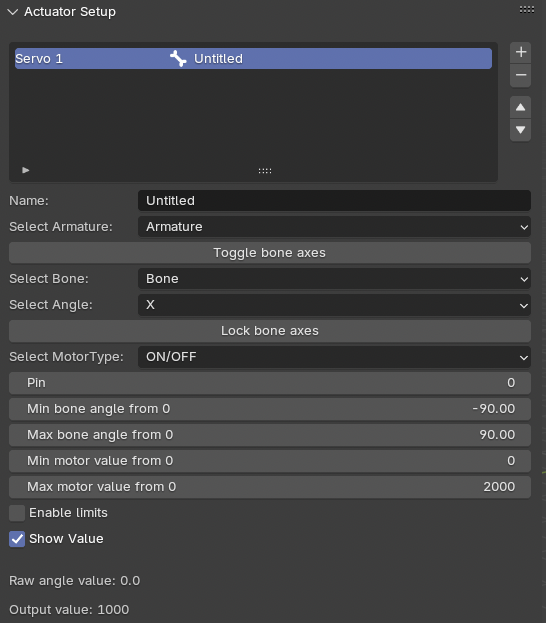 Actuator Setup
Servo 1 Untitled
Name: Untitled
Select Armature: Armature
Toggle bone axes
Select Bone: Bone
Select Angle: X
Lock bone axes
Select MotorType: ON/OFF
Pin 0
Min bone angle from 0 -90.00
Max bone angle from 0 90.00
Min motor value from 0 0
Max motor value from 0 2000
Enable limits
Show Value
Raw angle value: 0.0
Output value: 1000